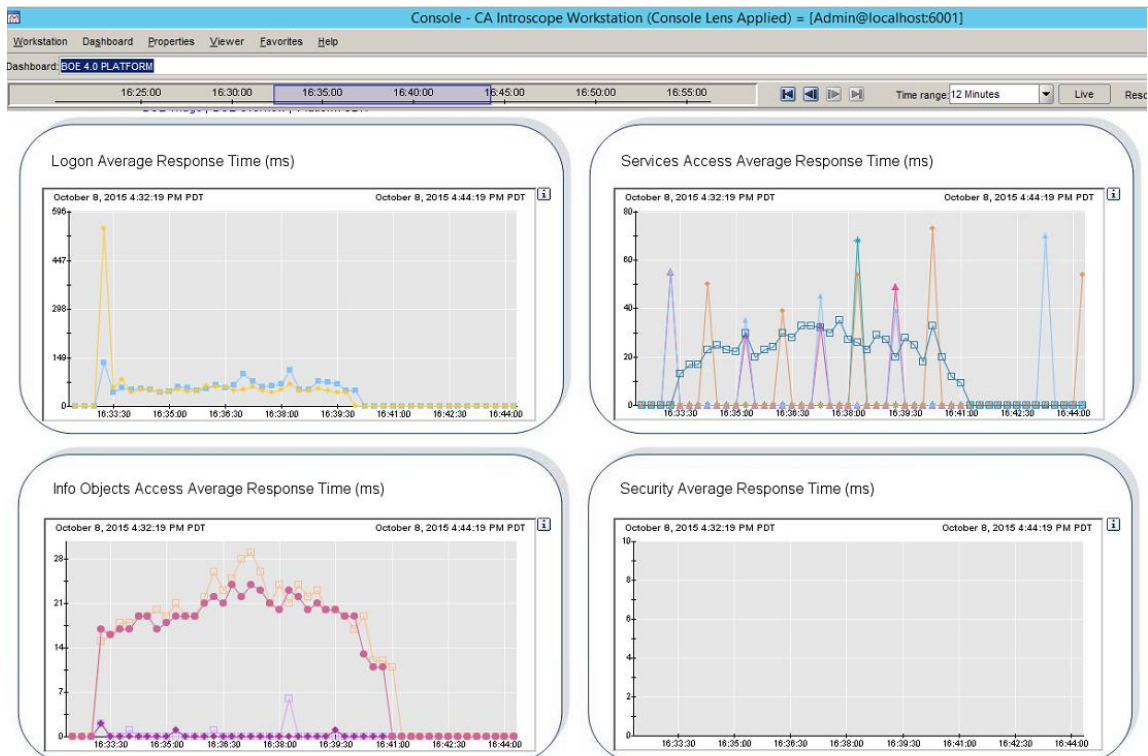 Console - CA Introscope Workstation (Console Lens Applied) = [Admin@localhost:6001]
Workstation Dashboard Properties Viewer Favorites Help
Dashboard: BOE 4.0 PLATFORM
16:25:00 16:30:00 16:35:00 16:40:00 16:45:00 16:50:00 16:55:00 Time range: 12 Minutes Live Reso
Logon Average Response Time (ms)
October 8, 2015 4:32:19 PM PDT October 8, 2015 4:44:19 PM PDT
596
447
298
149
0
16:33:30 16:35:00 16:36:30 16:38:00 16:39:30 16:41:00 16:42:30 16:44:00
Services Access Average Response Time (ms)
October 8, 2015 4:32:19 PM PDT October 8, 2015 4:44:19 PM PDT
80
60
40
20
0
16:33:30 16:35:00 16:36:30 16:38:00 16:39:30 16:41:00 16:42:30 16:44:00
Info Objects Access Average Response Time (ms)
October 8, 2015 4:32:19 PM PDT October 8, 2015 4:44:19 PM PDT
28
21
14
7
0
16:33:30 16:35:00 16:36:30 16:38:00 16:39:30 16:41:00 16:42:30 16:44:00
Security Average Response Time (ms)
October 8, 2015 4:32:19 PM PDT October 8, 2015 4:44:19 PM PDT
10
8
6
4
2
0
16:33:30 16:35:00 16:36:30 16:38:00 16:39:30 16:41:00 16:42:30 16:44:00